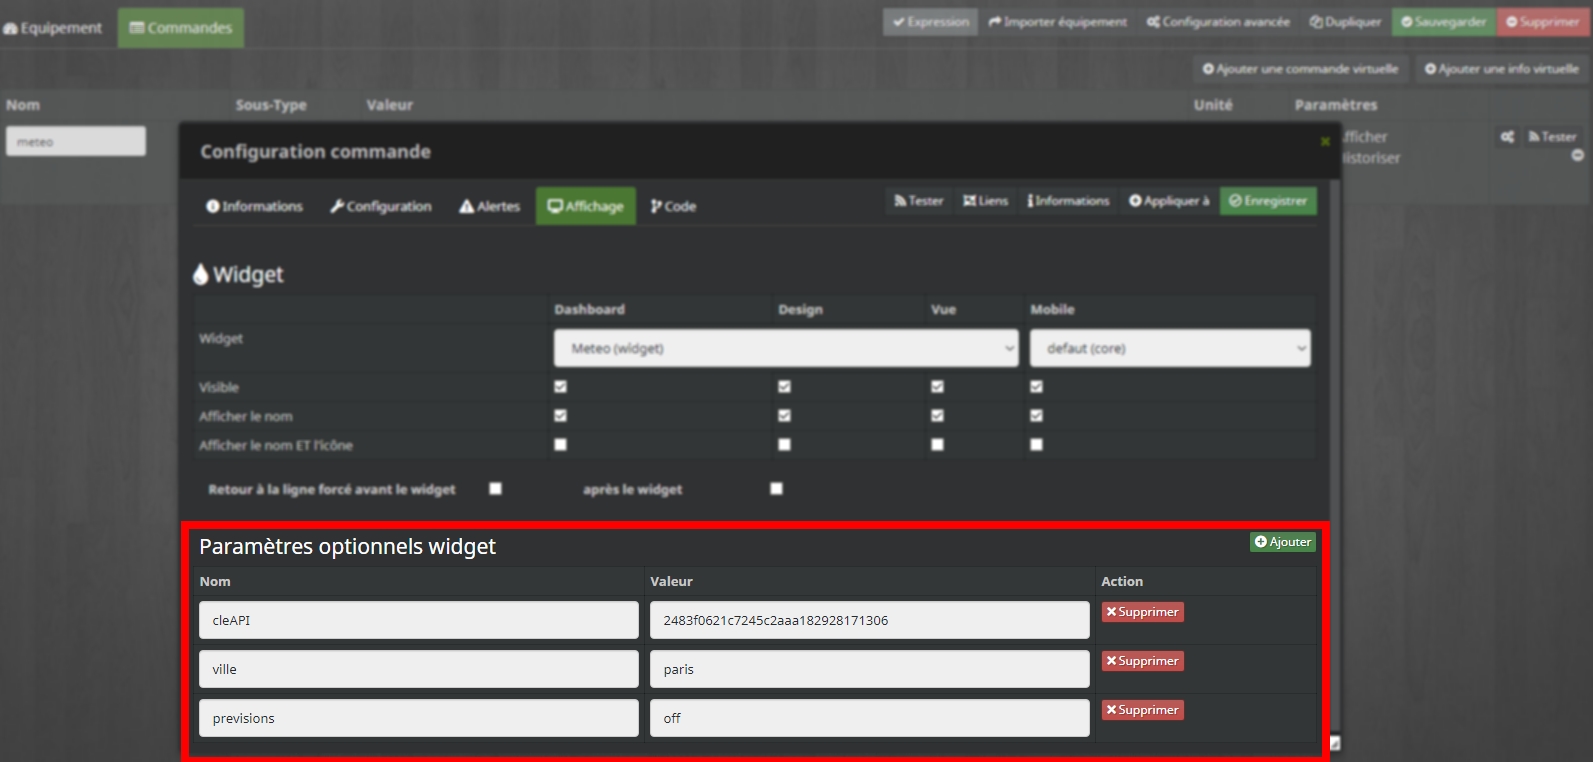 Equipement
Commandes
Expression
Importer équipement
Configuration avancée
Dupliquer
Sauvegarder
Supprimer
Ajouter une commande virtuelle
Ajouter une info virtuelle
Nom
Sous-Type
Valeur
Unité
Paramètres
meteo
fficher
Tester
istoriser
Configuration commande
Informations
Configuration
Alertes
Affichage
Code
Tester
Liens
Informations
Appliquer à
Enregistrer
Widget
Dashboard
Design
Vue
Mobile
Widget
Meteo (widget)
defaut (core)
Visible
Afficher le nom
Afficher le nom ET l'icône
Retour à la ligne forcé avant le widget
après le widget
Paramètres optionnels widget
Ajouter
Nom
Valeur
Action
cleAPI
2483f0621c7245c2aaa182928171306
Supprimer
ville
paris
Supprimer
previsions
off
Supprimer